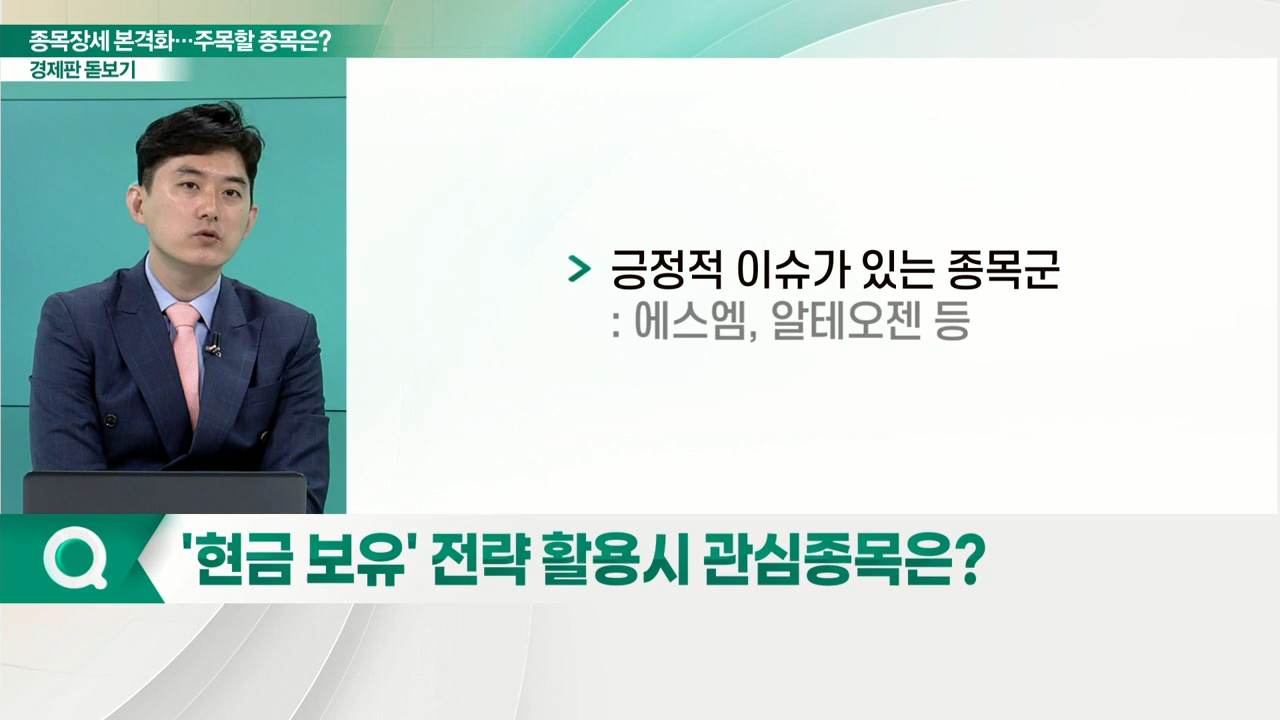 종목장세 본격화…주목할 종목은?
경제판 돋보기
> 긍정적 이슈가 있는 종목군
: 에스엠, 알테오젠 등
Q '현금 보유' 전략 활용시 관심종목은?